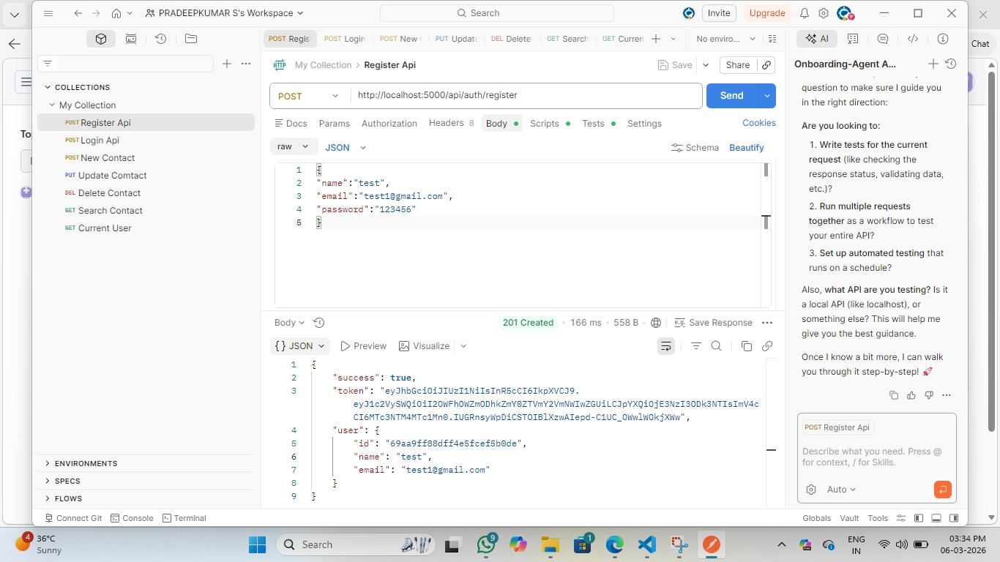 PRADEEPKUMAR S's Workspace
Search
Invite
Upgrade
POST Regis
POST Login
POST New
PUT Update
DEL Delete
GET Search
GET Curren
No enviro...
AI
My Collection > Register Api
Save
Share
Onboarding-Agent A...
COLLECTIONS
My Collection
POST Register Api
POST Login Api
POST New Contact
PUT Update Comtact
DEL Delete Contact
GET Search Contact
GET Current User
ENVIRONMENTS
SPECS
FLOWS
POST
http://localhost:5000/api/auth/register
Send
Docs
Params
Authorization
Headers 8
Body
Scripts
Tests
Settings
Cookies
raw
JSON
Schema
Beautify
1 {
2 "name":"test",
3 "email":"test1@gmail.com",
4 "password":"123456"
5 }
Body
201 Created
166 ms
558 B
e.g. Save Response
{} JSON
Preview
Visualize
1 {
2 "success": true,
3 "token": "eyJhbGciOiJIUzI1NiIsInR5cCI6IkpXVCJ9.
eyJ1c2VySWQiOiI2OWFhOWZmODhkZmY0ZTVmY2VmNWIwZGUiLCJpYXQiOjE3NzI3ODk3NTIsImV4c
CI6MTc3NTM4MTc1Mn0.IUGRnsyWpDiCSTOIBlXzwAIepd-C1UC_OWwlWOkjXWw",
4 "user": {
5 "id": "69aa9ff88dff4e5fcef5b0de",
6 "name": "test",
7 "email": "test1@gmail.com"
8 }
9 }
question to make sure I guide you
in the right direction:
Are you looking to:
1. Write tests for the current
request (like checking the
response status, validating data,
etc.)?
2. Run multiple requests
together as a workflow to test
your entire API?
3. Set up automated testing that
runs on a schedule?
Also, what API are you testing? Is it
a local API (like localhost), or
something else? This will help me
give you the best guidance.
Once I know a bit more, I can walk
you through it step-by-step! 🚀
POST Register Api
Describe what you need. Press @
for context, / for Skills.
Auto
Connect Git
Console
Terminal
Globals
Vault
Tools
Chat
To
4
36°C
Sunny
Search
9
1
ENG
IN
03:34 PM
06-03-2026